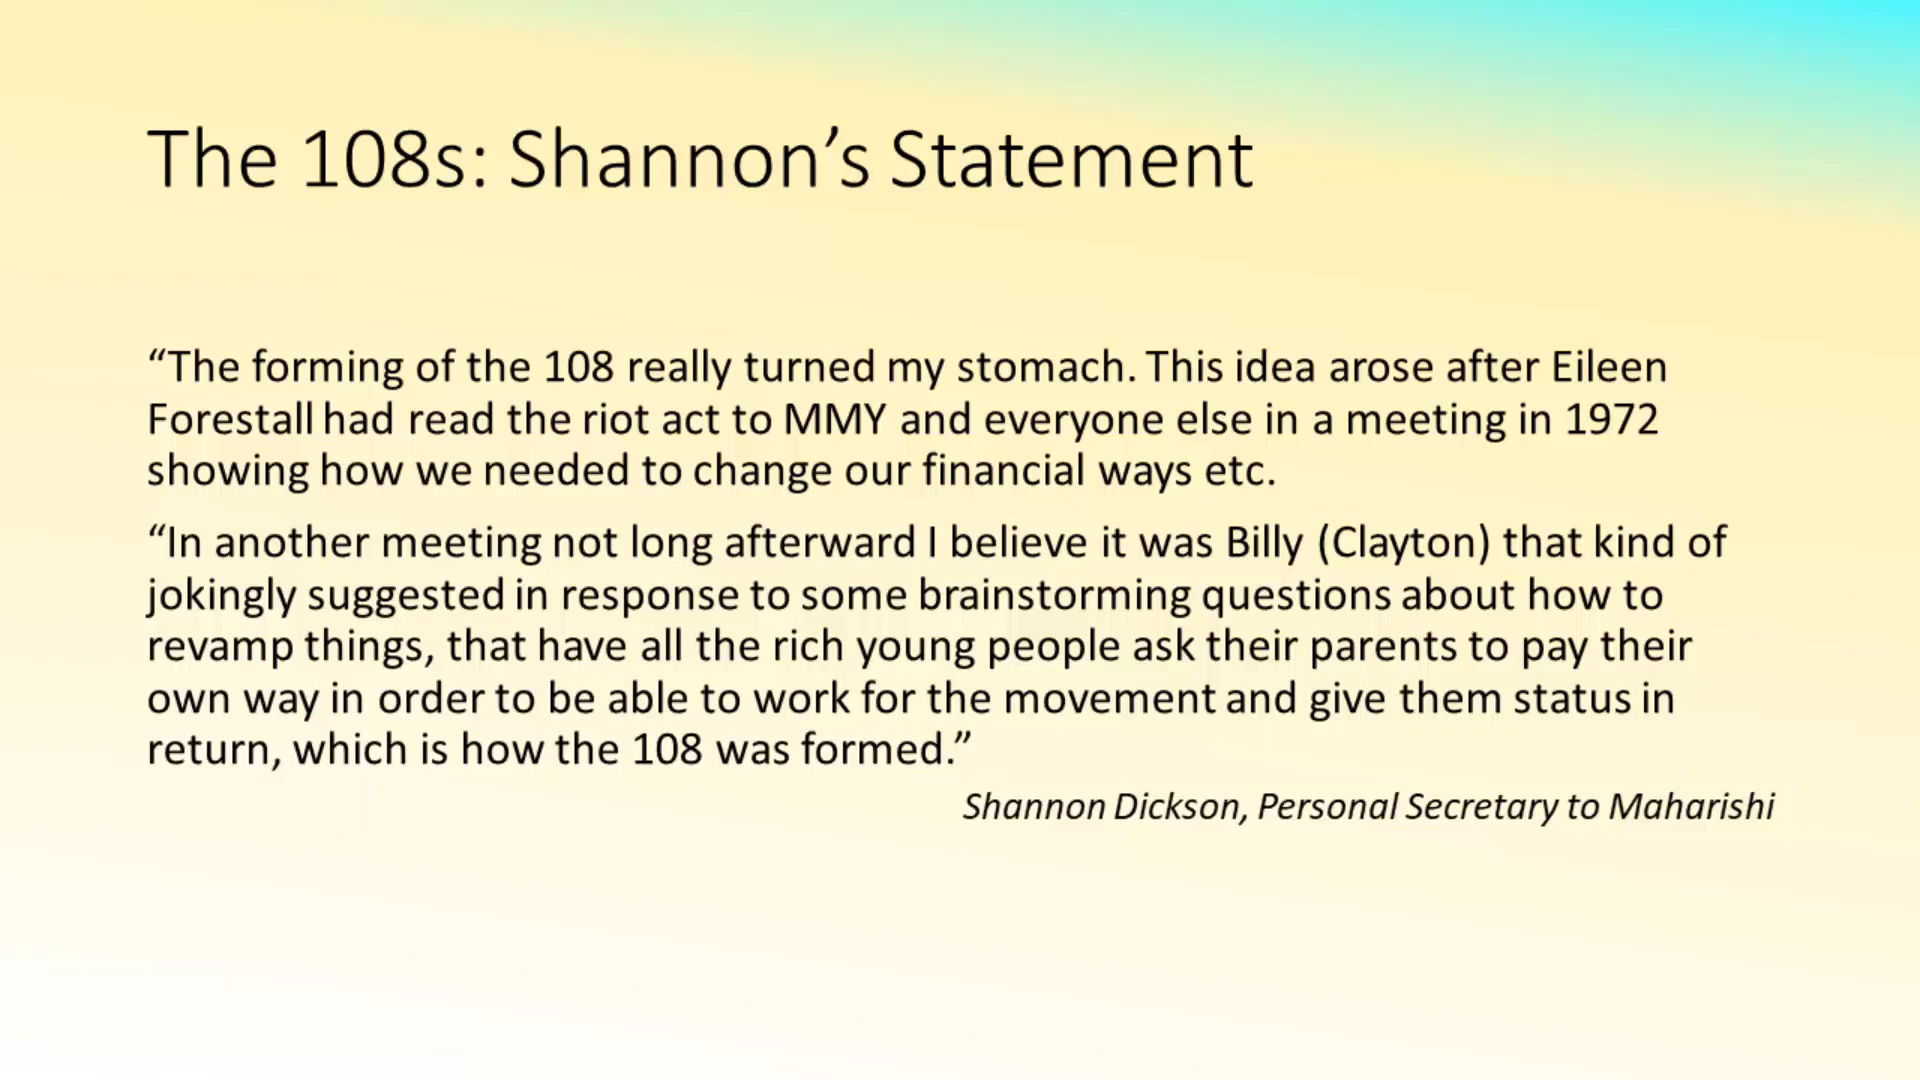 The 108s: Shannon’s Statement
“The forming of the 108 really turned my stomach. This idea arose after Eileen
Forestall had read the riot act to MMY and everyone else in a meeting in 1972
showing how we needed to change our financial ways etc.
“In another meeting not long afterward I believe it was Billy (Clayton) that kind of
jokingly suggested in response to some brainstorming questions about how to
revamp things, that have all the rich young people ask their parents to pay their
own way in order to be able to work for the movement and give them status in
return, which is how the 108 was formed.”
Shannon Dickson, Personal Secretary to Maharishi